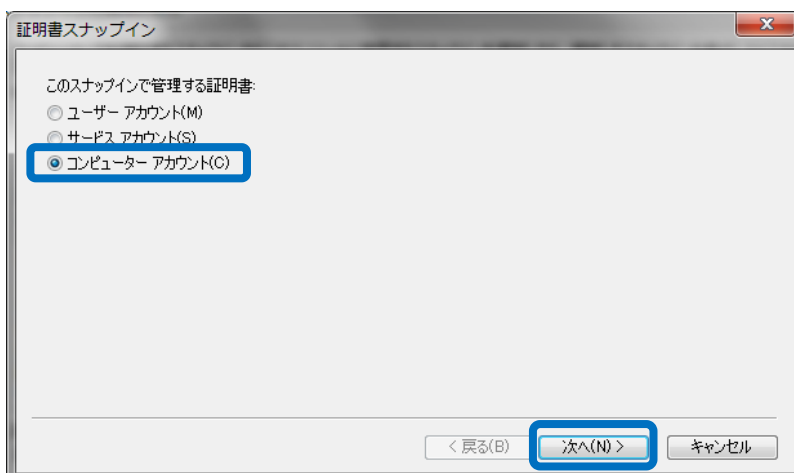 証明書スナップイン
このスナップインで管理する証明書:
ユーザー アカウント(M)
サービス アカウント(S)
コンピューター アカウント(C)
< 戻る(B) 次へ(N) > キャンセル